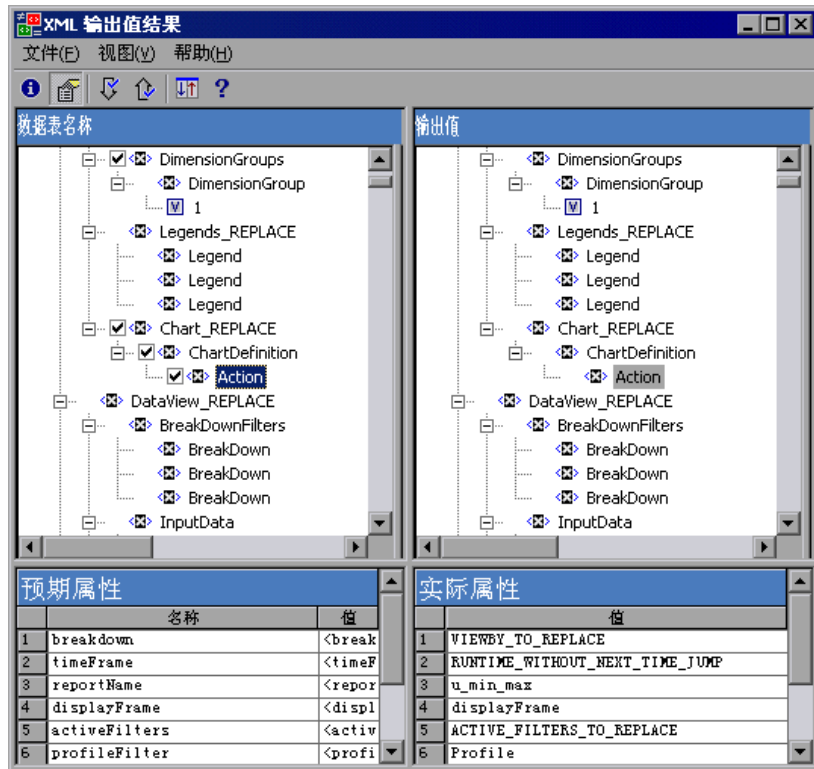 XML 输出值结果
文件(F) 视图(V) 帮助(H)
数据表名称
DimensionGroups
DimensionGroup
1
Legends_REPLACE
Legend
Legend
Legend
Chart_REPLACE
ChartDefinition
Action
DataView_REPLACE
BreakDownFilters
BreakDown
BreakDown
BreakDown
InputData
输出值
DimensionGroups
DimensionGroup
1
Legends_REPLACE
Legend
Legend
Legend
Chart_REPLACE
ChartDefinition
Action
DataView_REPLACE
BreakDownFilters
BreakDown
BreakDown
BreakDown
InputData
预期属性
名称 值
1 breakdown <break
2 timeFrame <timeF
3 reportName <repor
4 displayFrame <displ
5 activeFilters <activ
6 profileFilter <profi
实际属性
值
1 VIEWBY_TO_REPLACE
2 RUNTIME_WITHOUT_NEXT_TIME_JUMP
3 u_min_max
4 displayFrame
5 ACTIVE_FILTERS_TO_REPLACE
6 Profile